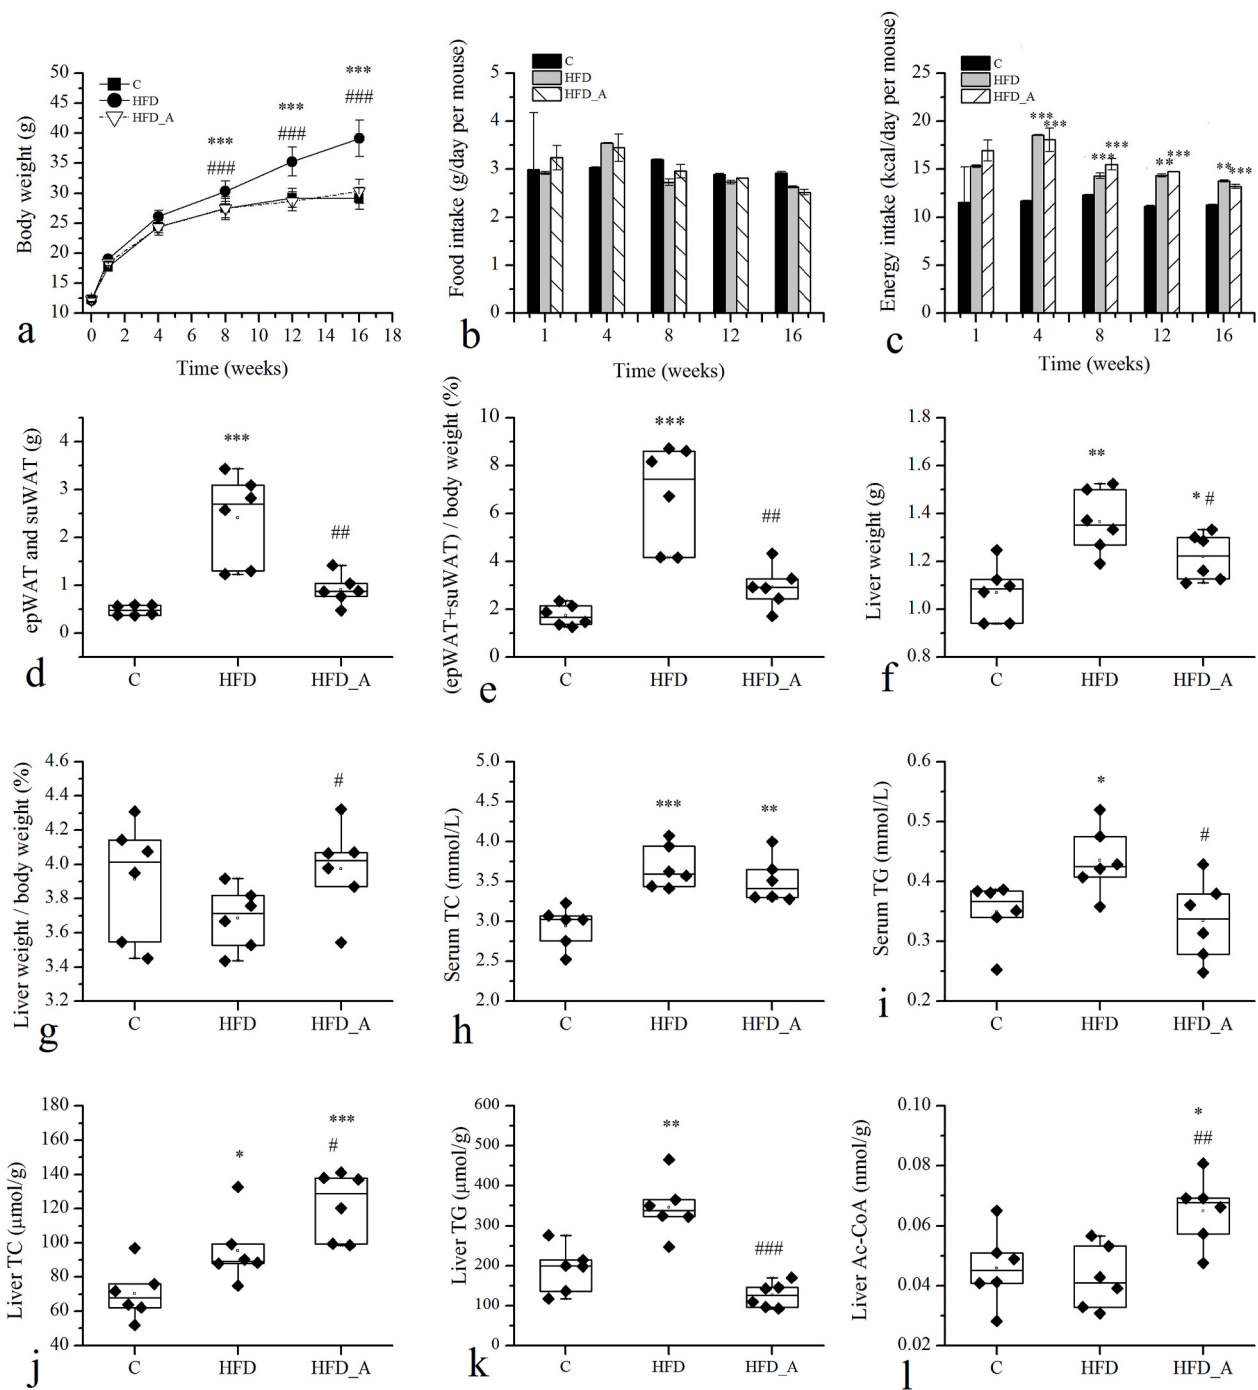 C
HFD
HFD_A
***
###
***
###
***
###
Body weight (g)
50
45
40
35
30
25
20
15
10
0 2 4 6 8 10 12 14 16 18
Time (weeks)
a
C
HFD
HFD_A
Food intake (g/day per mouse)
5
4
3
2
1
0
1 4 8 12 16
Time (weeks)
b
C
HFD
HFD_A
*** *** *** *** ** *** ** ***
Energy intake (kcal/day per mouse)
25
20
15
10
5
0
1 4 8 12 16
Time (weeks)
c
epWAT and suWAT (g)
4
3
2
1
0
***
##
C HFD HFD_A
d
(epWAT+suWAT) / body weight (%)
10
8
6
4
2
0
***
##
C HFD HFD_A
e
Liver weight (g)
1.8
1.6
1.4
1.2
1.0
0.8
**
* #
C HFD HFD_A
f
Liver weight / body weight (%)
4.6
4.4
4.2
4.0
3.8
3.6
3.4
3.2
#
C HFD HFD_A
g
Serum TC (mmol/L)
5.0
4.5
4.0
3.5
3.0
2.5
2.0
***
**
C HFD HFD_A
h
Serum TG (mmol/L)
0.6
0.5
0.4
0.3
0.2
*
#
C HFD HFD_A
i
Liver TC (μmol/g)
180
160
140
120
100
80
60
40
*
***
#
C HFD HFD_A
j
Liver TG (μmol/g)
600
500
400
300
200
100
0
**
###
C HFD HFD_A
k
Liver Ac-CoA (nmol/g)
0.10
0.08
0.06
0.04
0.02
*
##
C HFD HFD_A
l